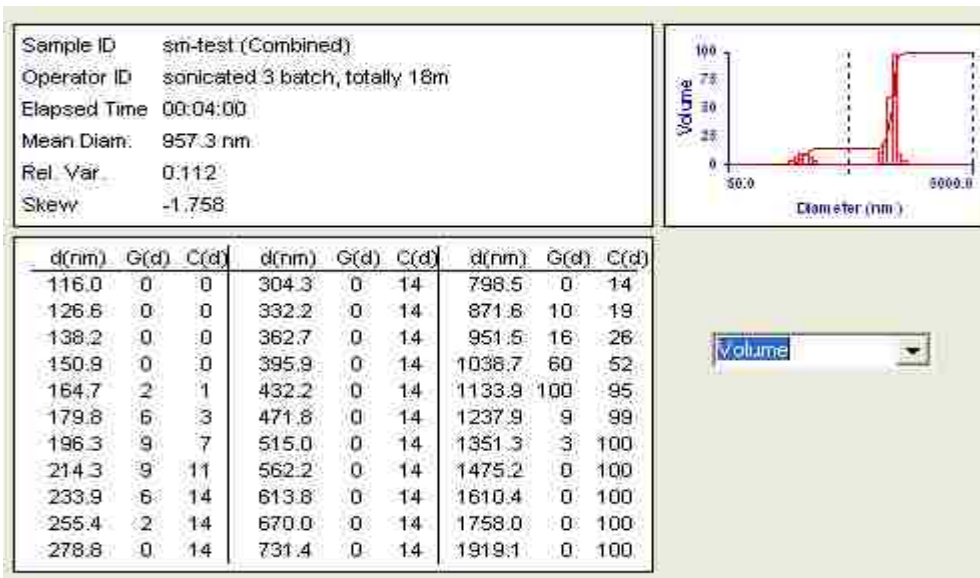 Sample ID sm-test (Combined)
Operator ID sonicated 3 batch, totally 18m
Elapsed Time 00:04:00
Mean Diam. 957.3 nm
Rel. Var. 0.112
Skew -1.758
100
75
50
25
0
Volume
50.0 5000.0
Diameter (nm)
d(nm) G(d) C(d) d(nm) G(d) C(d) d(nm) G(d) C(d)
116.0 0 0 304.3 0 14 798.5 0 14
126.6 0 0 332.2 0 14 871.6 10 19
138.2 0 0 362.7 0 14 951.5 16 26
150.9 0 0 395.9 0 14 1038.7 60 52
164.7 2 1 432.2 0 14 1133.9 100 95
179.8 6 3 471.8 0 14 1237.9 9 99
196.3 9 7 515.0 0 14 1351.3 3 100
214.3 9 11 562.2 0 14 1475.2 0 100
233.9 6 14 613.8 0 14 1610.4 0 100
255.4 2 14 670.0 0 14 1758.0 0 100
278.8 0 14 731.4 0 14 1919.1 0 100
Volume